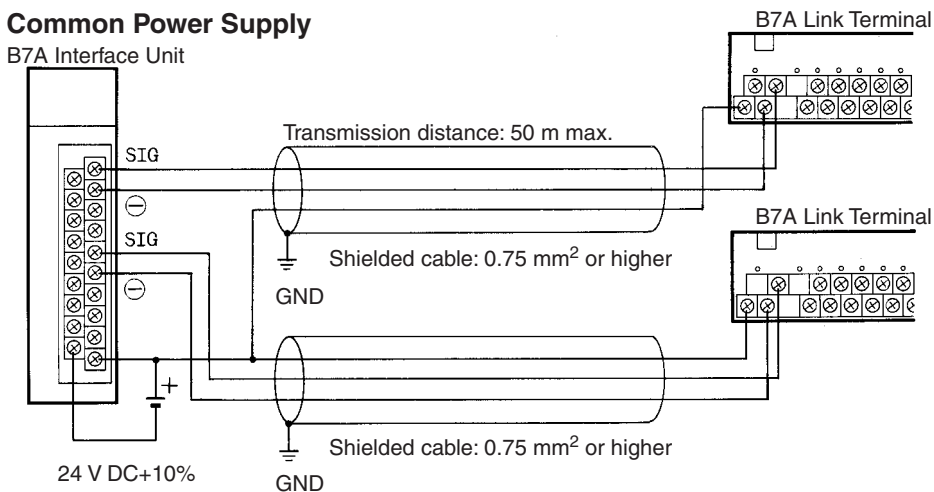 Common Power Supply
B7A Interface Unit
B7A Link Terminal
Transmission distance: 50 m max.
SIG
⊖
SIG
⊖
Shielded cable: 0.75 mm² or higher
GND
B7A Link Terminal
+
24 V DC+10%
Shielded cable: 0.75 mm² or higher
GND